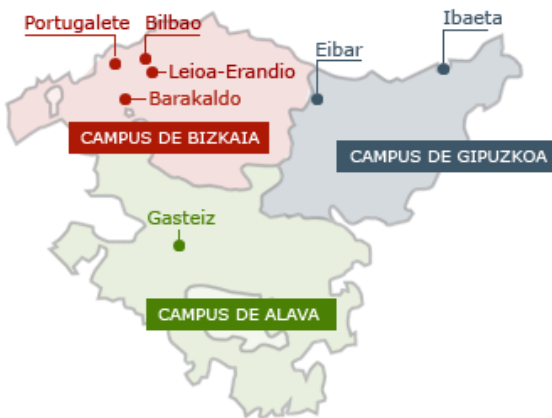 Portugalete
Bilbao
Ibaeta
Eibar
Leioa-Erandio
Barakaldo
CAMPUS DE BIZKAIA
CAMPUS DE GIPUZKOA
Gasteiz
CAMPUS DE ALAVA